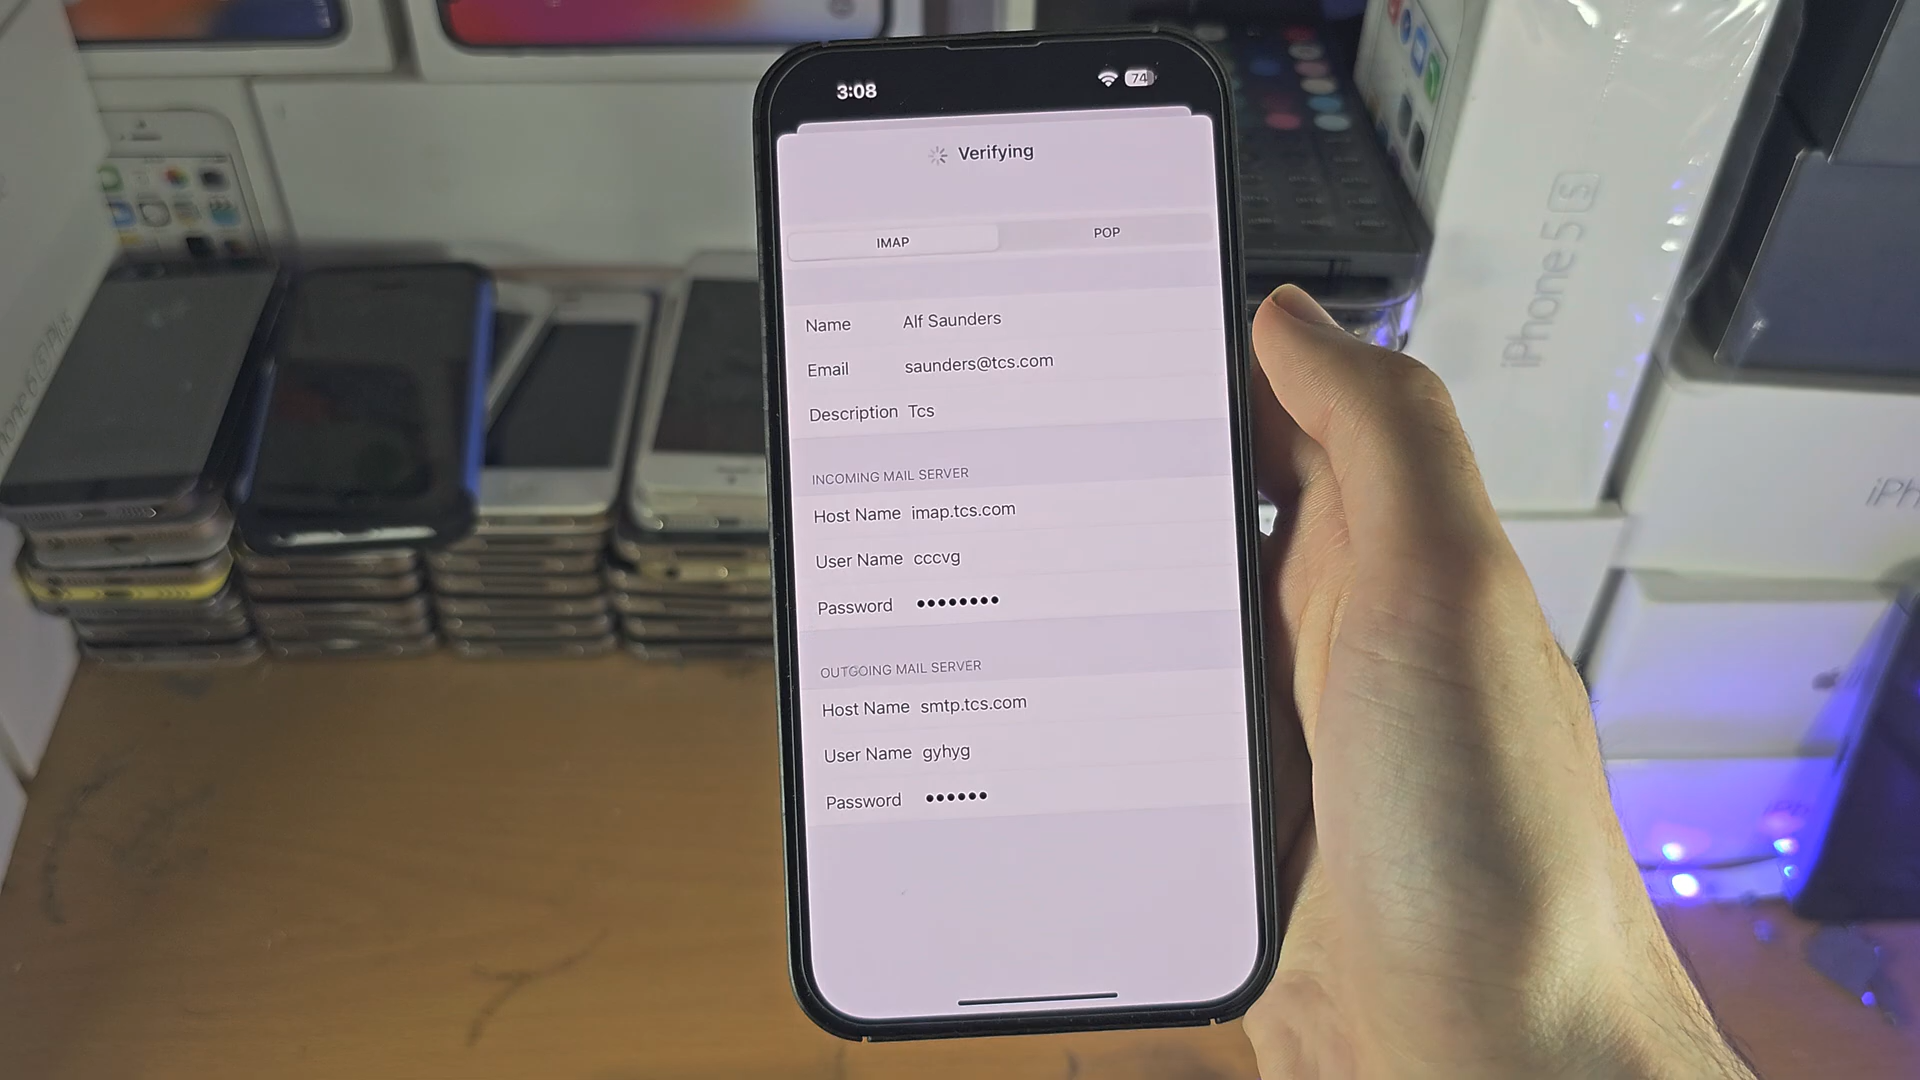 3:08
74
Verifying
IMAP
POP
Name Alf Saunders
Email saunders@tcs.com
Description Tcs
INCOMING MAIL SERVER
Host Name imap.tcs.com
User Name cccvg
Password ••••••••
OUTGOING MAIL SERVER
Host Name smtp.tcs.com
User Name gyhyg
Password ••••••
iPhone 5 S